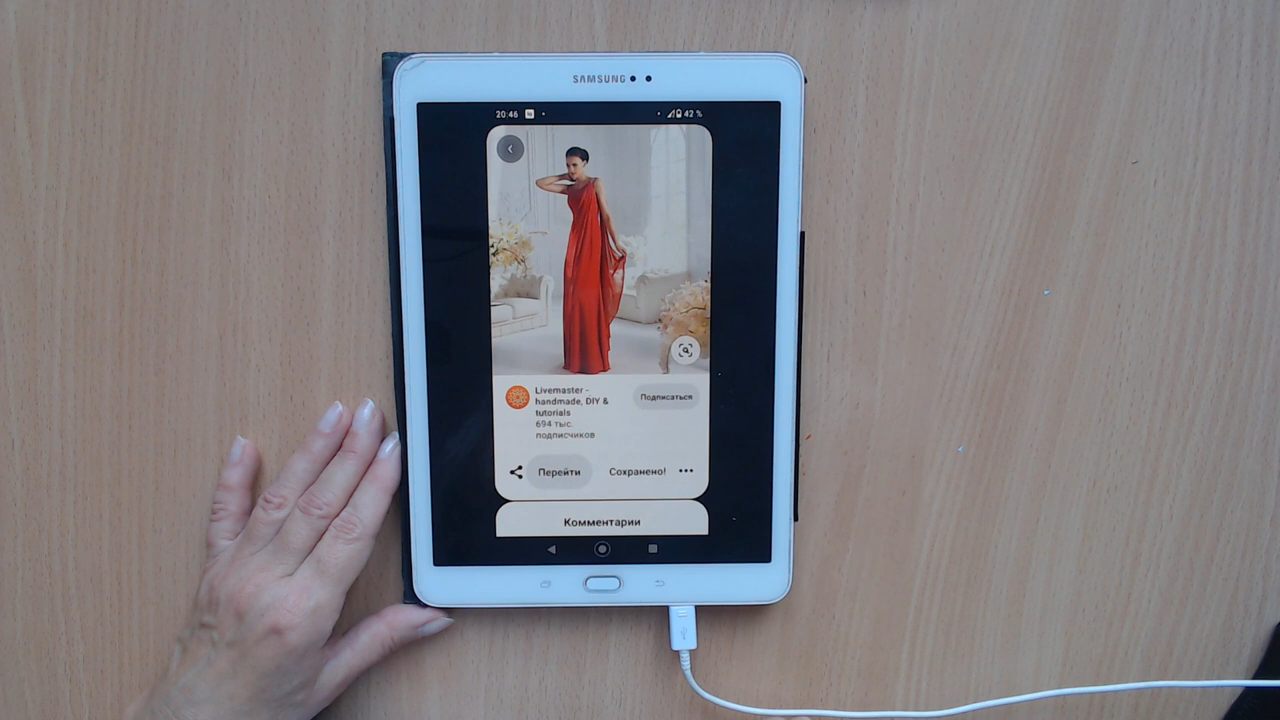 SAMSUNG
20:46 42 %
Livemaster -
handmade, DIY &
tutorials
694 тыс.
подписчиков
Подписаться
Перейти Сохранено!
Комментарии